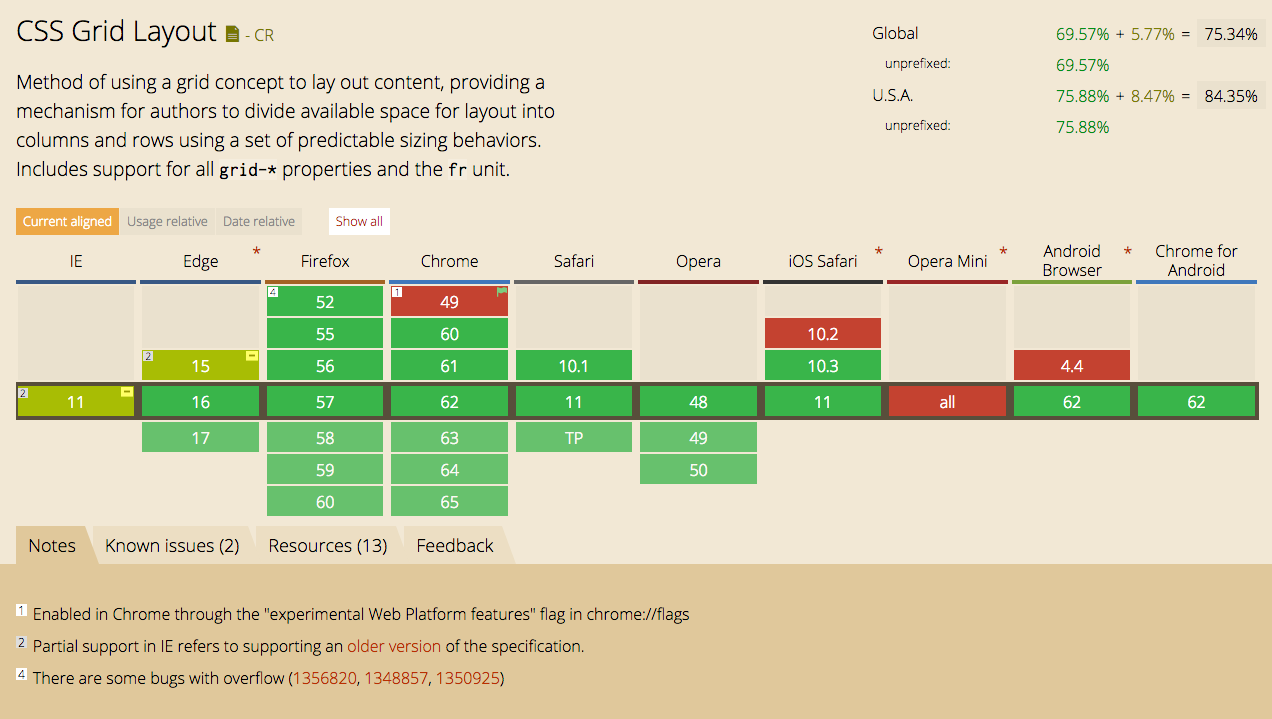 CSS Grid Layout - CR
Method of using a grid concept to lay out content, providing a
mechanism for authors to divide available space for layout into
columns and rows using a set of predictable sizing behaviors.
Includes support for all grid-* properties and the fr unit.
Global 69.57% + 5.77% = 75.34%
unprefixed: 69.57%
U.S.A. 75.88% + 8.47% = 84.35%
unprefixed: 75.88%
Current aligned Usage relative Date relative Show all
IE Edge * Firefox Chrome Safari Opera iOS Safari * Opera Mini * Android Browser * Chrome for Android
4 52 1 49
55 60 10.2
2 15 56 61 10.1 10.3 4.4
2 11 16 57 62 11 48 11 all 62 62
17 58 63 TP 49
59 64 50
60 65
Notes Known issues (2) Resources (13) Feedback
1 Enabled in Chrome through the "experimental Web Platform features" flag in chrome://flags
2 Partial support in IE refers to supporting an older version of the specification.
4 There are some bugs with overflow (1356820, 1348857, 1350925)